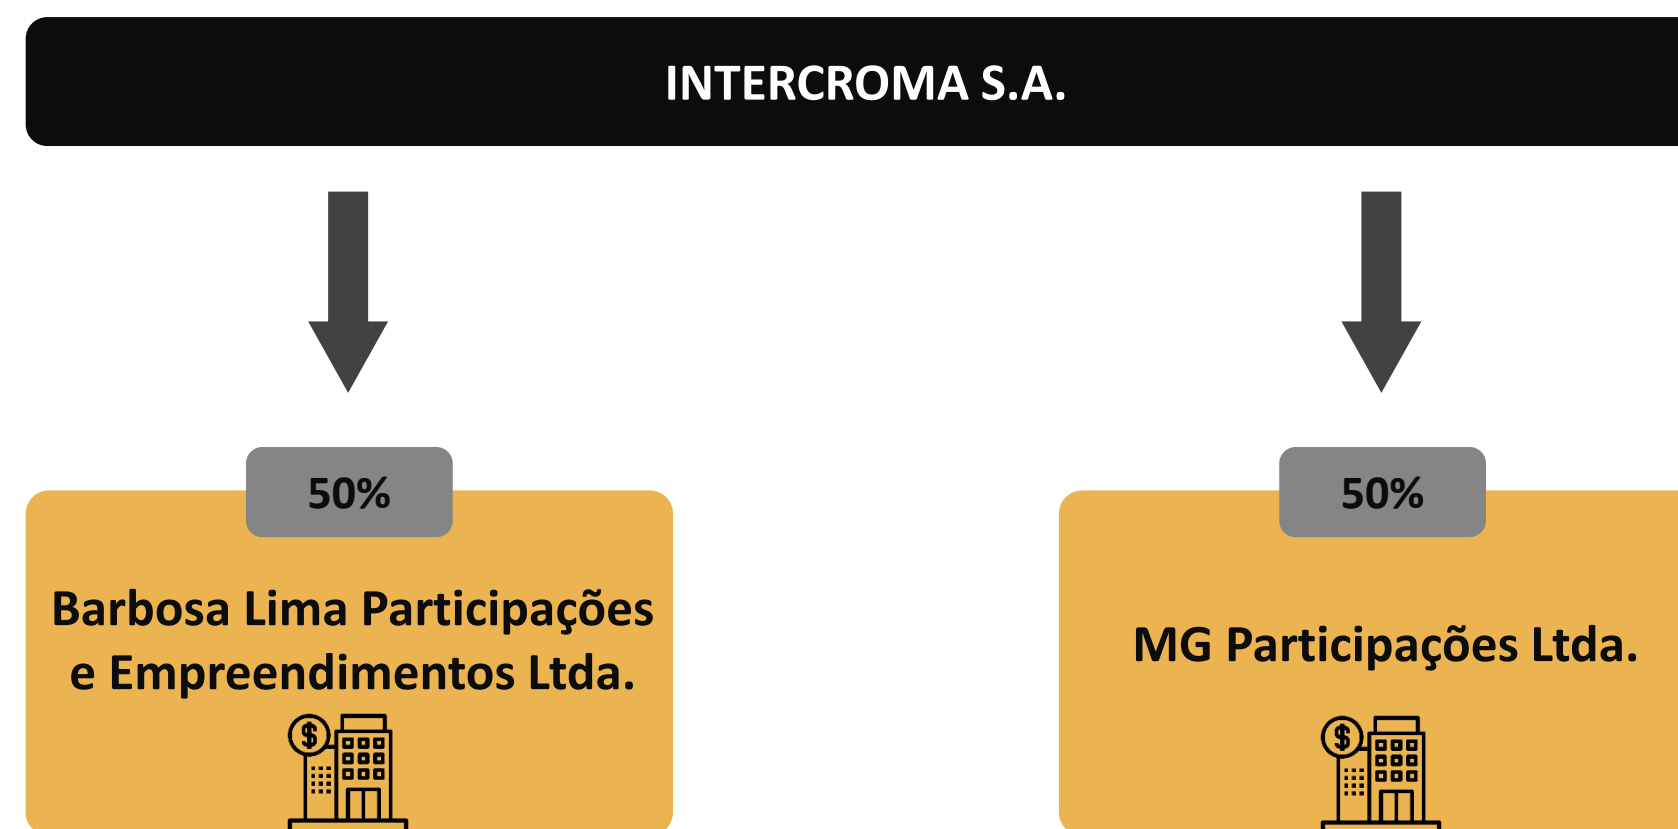 INTERCROMA S.A.
50%
50%
Barbosa Lima Participações
e Empreendimentos Ltda.
MG Participações Ltda.
$
$